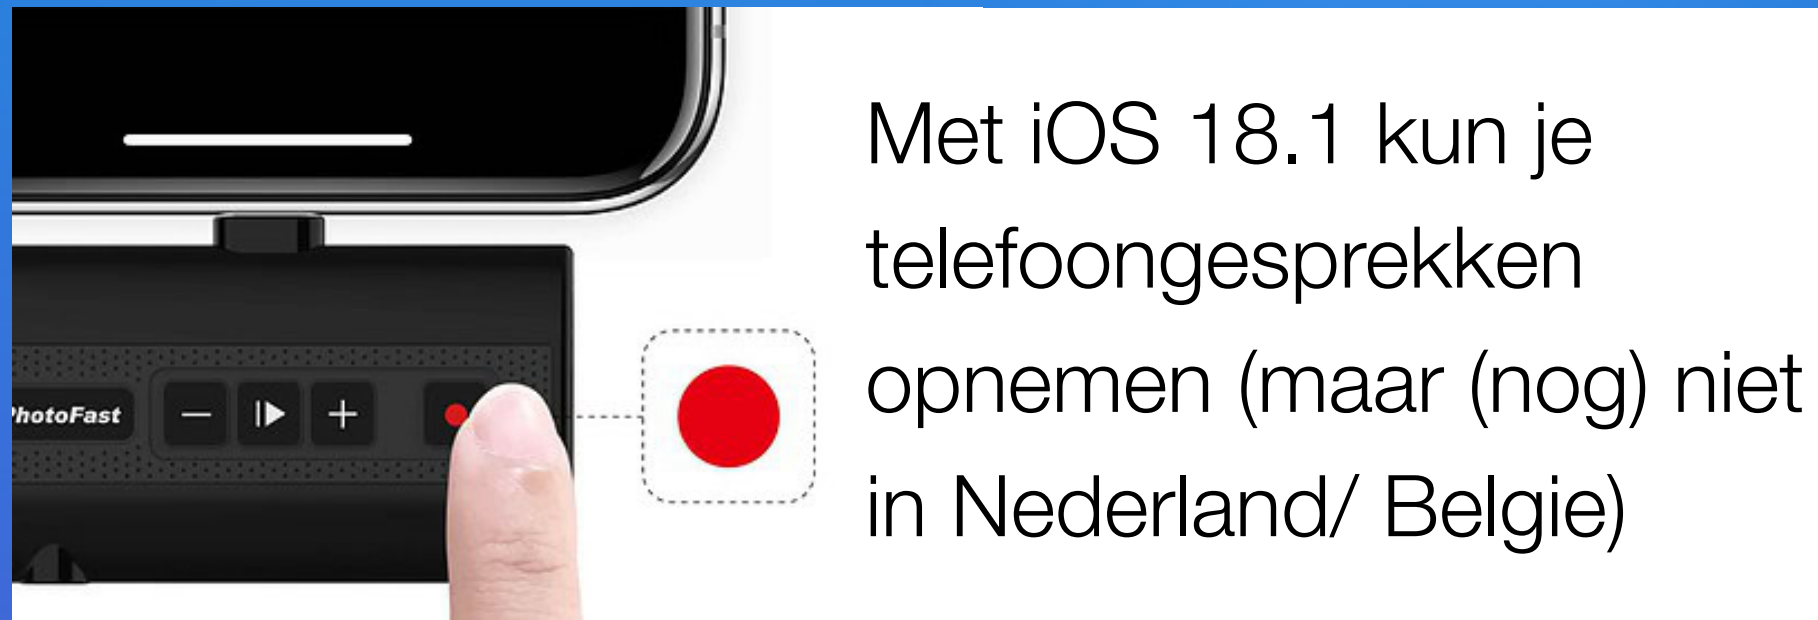 Met iOS 18.1 kun je
telefoongesprekken
opnemen (maar (nog) niet
in Nederland/ Belgie)
PhotoFast